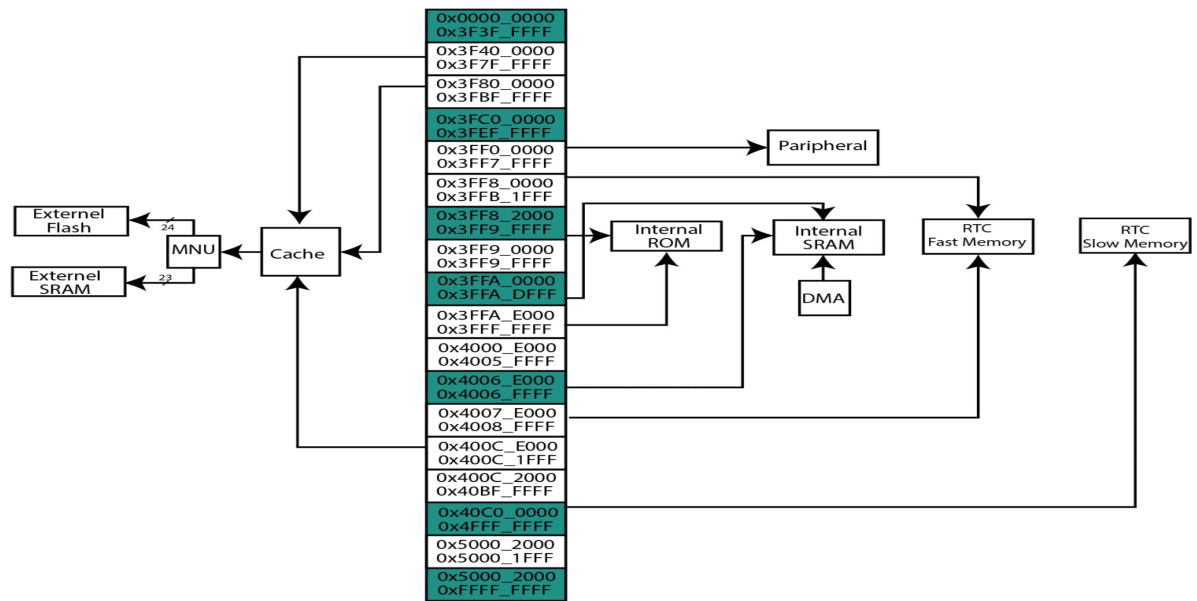 0x0000_0000
0x3F3F_FFFF
0x3F40_0000
0x3F7F_FFFF
0x3F80_0000
0x3FBF_FFFF
0x3FC0_0000
0x3FEF_FFFF
0x3FF0_0000
0x3FF7_FFFF
0x3FF8_0000
0x3FFB_1FFF
0x3FF8_2000
0x3FF9_FFFF
0x3FF9_0000
0x3FF9_FFFF
0x3FFA_0000
0x3FFA_DFFF
0x3FFA_E000
0x3FFF_FFFF
0x4000_E000
0x4005_FFFF
0x4006_E000
0x4006_FFFF
0x4007_E000
0x4008_FFFF
0x400C_E000
0x400C_1FFF
0x400C_2000
0x40BF_FFFF
0x40C0_0000
0x4FFF_FFFF
0x5000_2000
0x5000_1FFF
0x5000_2000
0xFFFF_FFFF
Externel
Flash
24
Externel
SRAM
23
MNU
Cache
Paripheral
Internel
ROM
Internel
SRAM
DMA
RTC
Fast Memory
RTC
Slow Memory